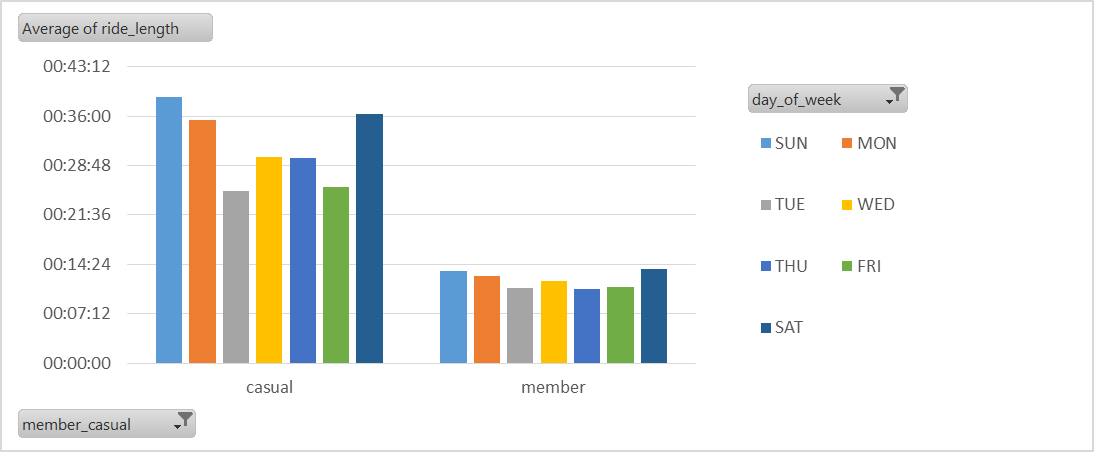 Average of ride_length
00:43:12
00:36:00
00:28:48
00:21:36
00:14:24
00:07:12
00:00:00
casual member
member_casual
day_of_week
SUN MON
TUE WED
THU FRI
SAT